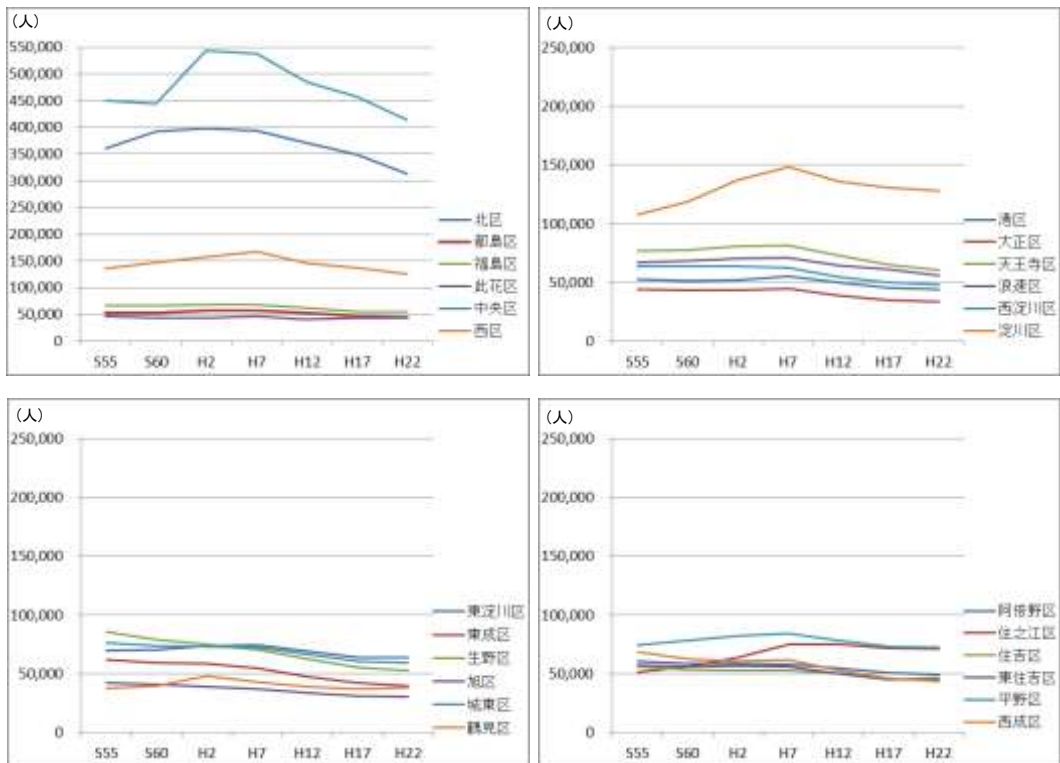 （人）
550,000
500,000
450,000
400,000
350,000
300,000
250,000
200,000
150,000
100,000
50,000
0
S55 S60 H2 H7 H12 H17 H22
北区
都島区
福島区
此花区
中央区
西区
（人）
250,000
200,000
150,000
100,000
50,000
0
S55 S60 H2 H7 H12 H17 H22
港区
大正区
天王寺区
浪速区
西淀川区
淀川区
（人）
250,000
200,000
150,000
100,000
50,000
0
S55 S60 H2 H7 H12 H17 H22
東淀川区
東成区
生野区
旭区
城東区
鶴見区
（人）
250,000
200,000
150,000
100,000
50,000
0
S55 S60 H2 H7 H12 H17 H22
阿倍野区
住之江区
住吉区
東住吉区
平野区
西成区